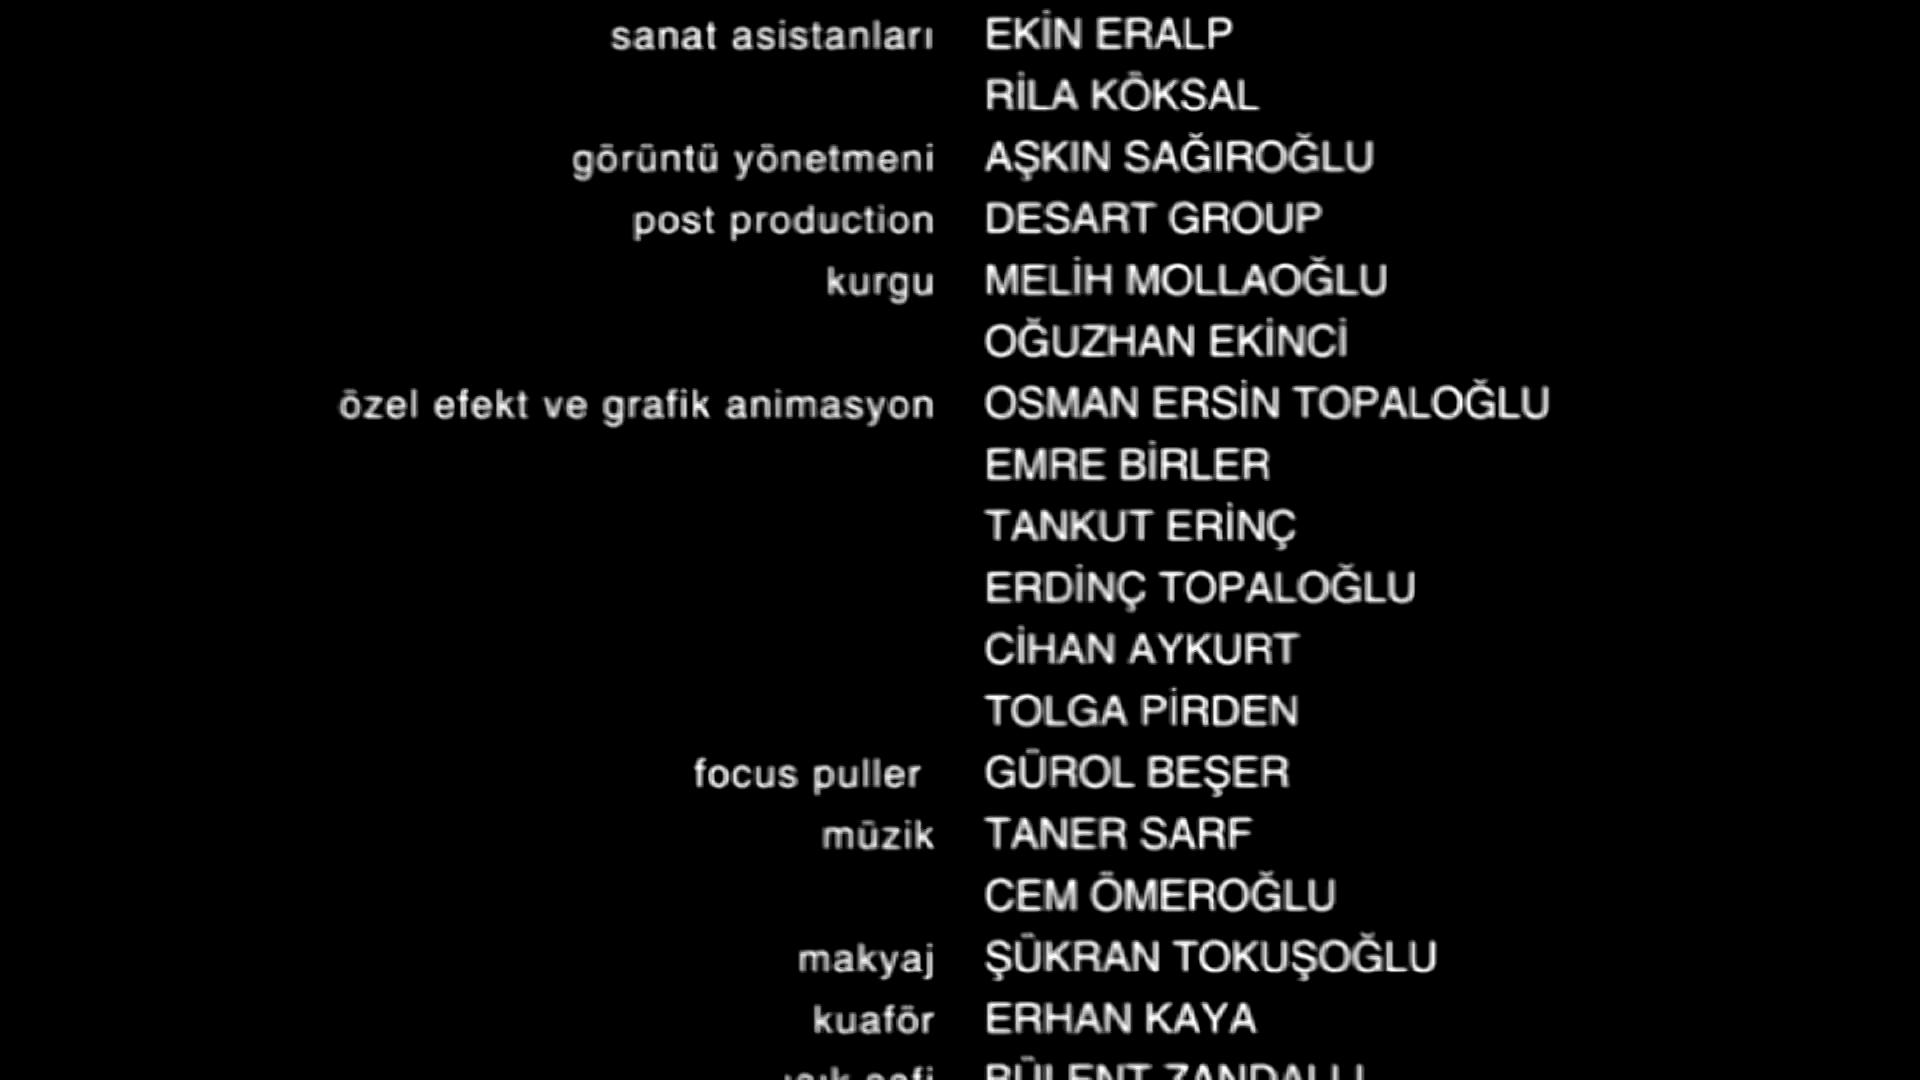 sanat asistanları EKİN ERALP
RİLA KÖKSAL
görüntü yönetmeni AŞKIN SAĞIROĞLU
post production DESART GROUP
kurgu MELİH MOLLAOĞLU
OĞUZHAN EKİNCİ
özel efekt ve grafik animasyon OSMAN ERSİN TOPALOĞLU
EMRE BİRLER
TANKUT ERİNÇ
ERDİNÇ TOPALOĞLU
CİHAN AYKURT
TOLGA PİRDEN
focus puller GÜROL BEŞER
müzik TANER SARF
CEM ÖMEROĞLU
makyaj ŞÜKRAN TOKUŞOĞLU
kuaför ERHAN KAYA
ışık şefi BÜLENT